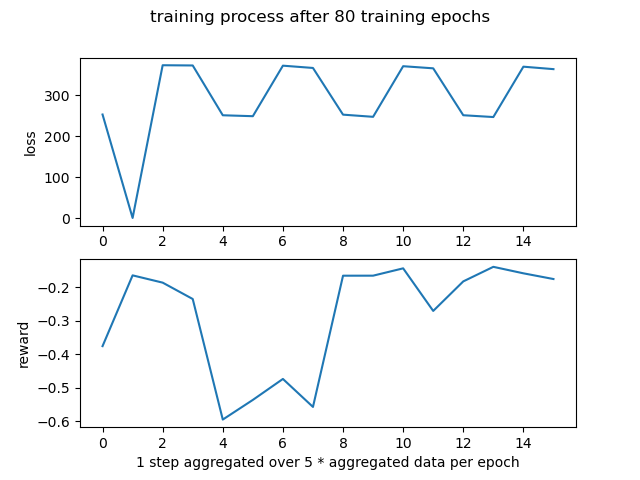 training process after 80 training epochs
300
200
100
0
loss
0 2 4 6 8 10 12 14
−0.2
−0.3
−0.4
−0.5
−0.6
reward
0 2 4 6 8 10 12 14
1 step aggregated over 5 * aggregated data per epoch